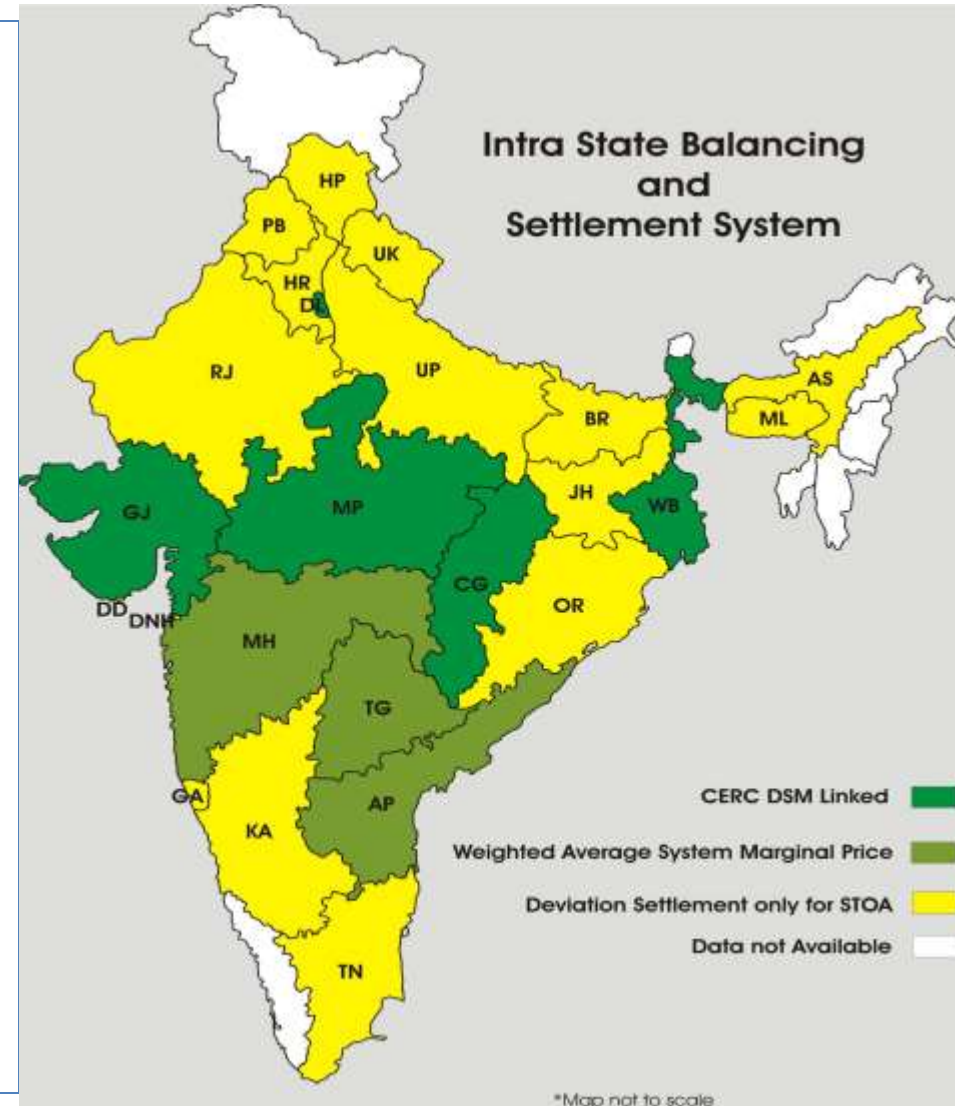 Intra State Balancing
and
Settlement System
HP
PB
UK
HR
DL
RJ
UP
AS
BR
ML
JH
GJ
MP
WB
CG
OR
DD
DNH
MH
TG
GA
AP
KA
TN
CERC DSM Linked
Weighted Average System Marginal Price
Deviation Settlement only for STOA
Data not Available
*Map not to scale